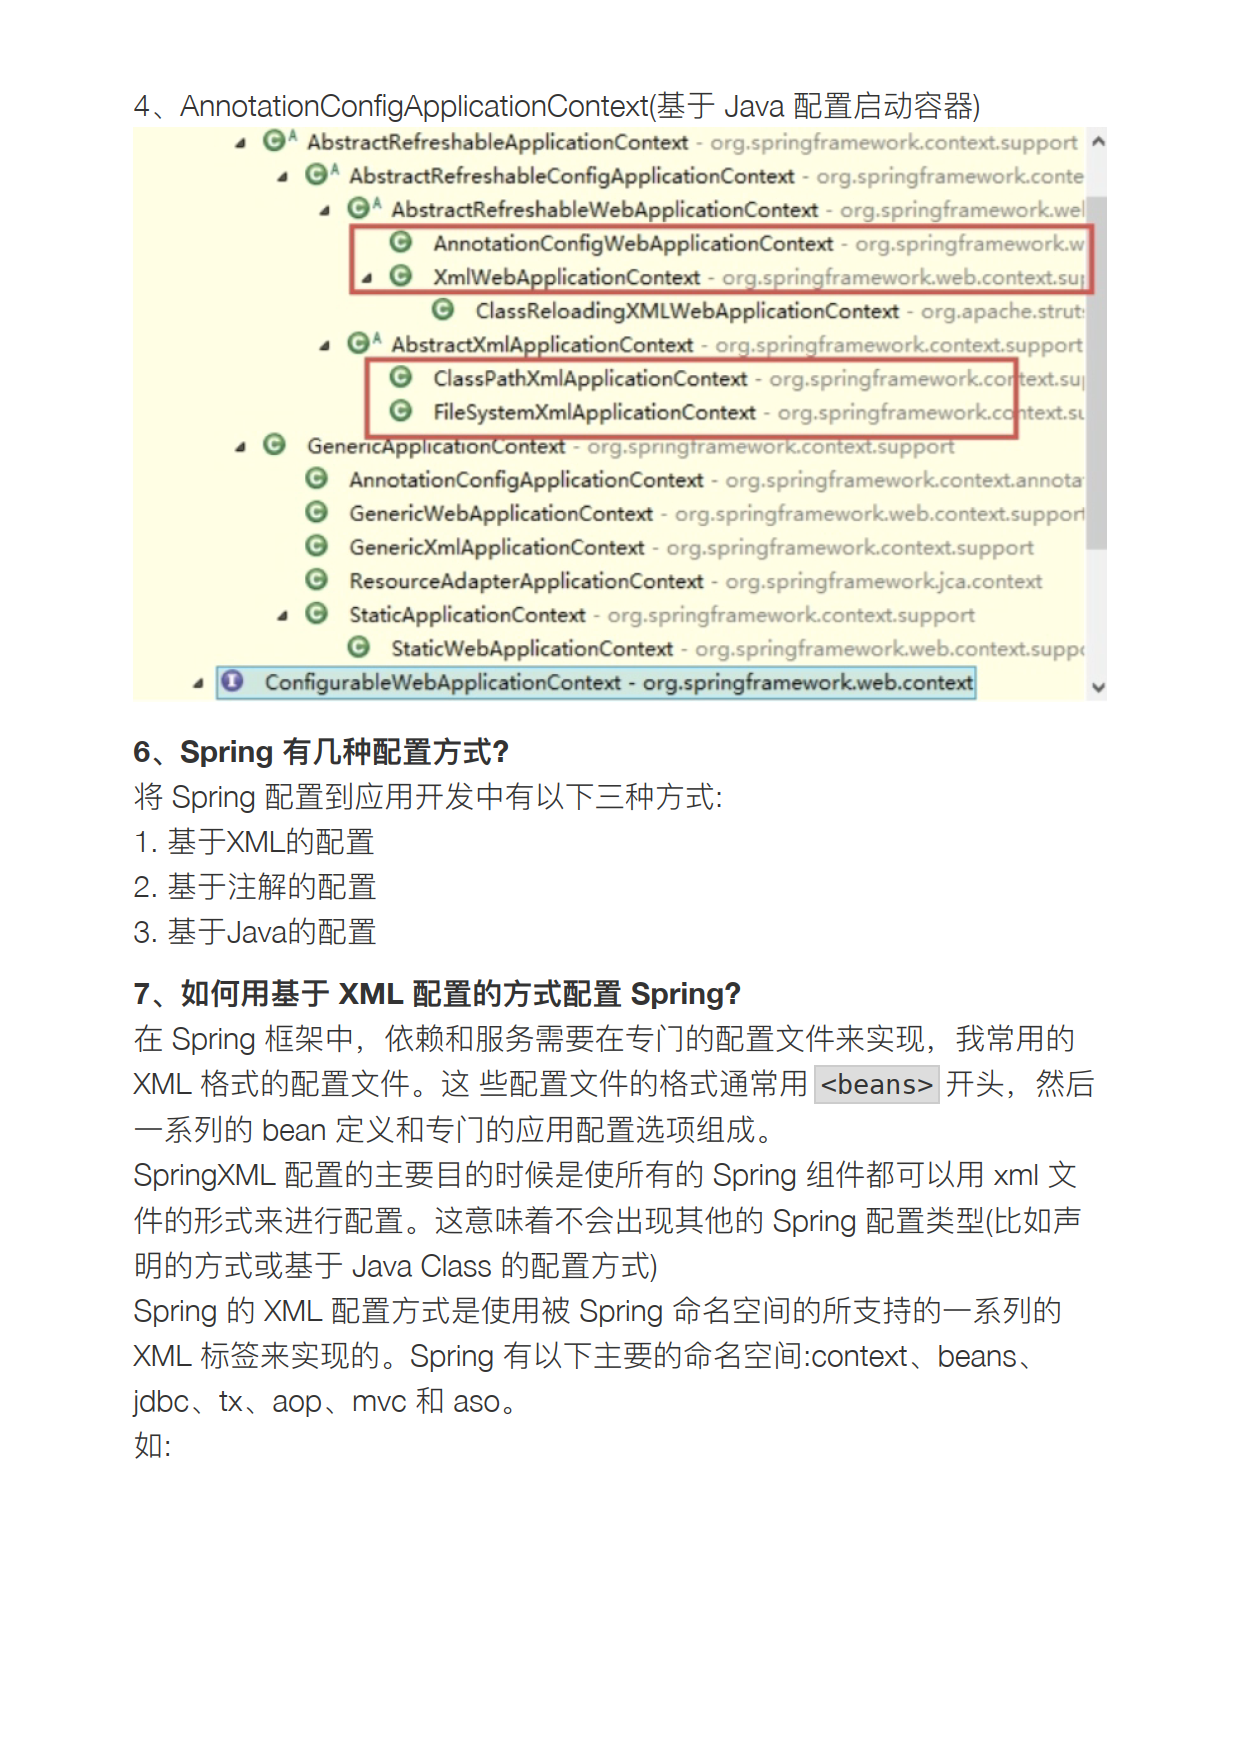 4、AnnotationConfigApplicationContext(基于 Java 配置启动容器)
AbstractRefreshableApplicationContext - org.springframework.context.support
AbstractRefreshableConfigApplicationContext - org.springframework.conte
AbstractRefreshableWebApplicationContext - org.springframework.wel
AnnotationConfigWebApplicationContext - org.springframework.w
XmlWebApplicationContext - org.springframework.web.context.sup
ClassReloadingXMLWebApplicationContext - org.apache.struts
AbstractXmlApplicationContext - org.springframework.context.support
ClassPathXmlApplicationContext - org.springframework.context.sup
FileSystemXmlApplicationContext - org.springframework.context.su
GenericApplicationContext - org.springframework.context.support
AnnotationConfigApplicationContext - org.springframework.context.annota
GenericWebApplicationContext - org.springframework.web.context.support
GenericXmlApplicationContext - org.springframework.context.support
ResourceAdapterApplicationContext - org.springframework.jca.context
StaticApplicationContext - org.springframework.context.support
StaticWebApplicationContext - org.springframework.web.context.suppo
ConfigurableWebApplicationContext - org.springframework.web.context
6、Spring 有几种配置方式?
将 Spring 配置到应用开发中有以下三种方式:
1. 基于XML的配置
2. 基于注解的配置
3. 基于Java的配置
7、如何用基于 XML 配置的方式配置 Spring?
在 Spring 框架中，依赖和服务需要在专门的配置文件来实现，我常用的
XML 格式的配置文件。这 些配置文件的格式通常用 <beans> 开头，然后
一系列的 bean 定义和专门的应用配置选项组成。
SpringXML 配置的主要目的时候是使所有的 Spring 组件都可以用 xml 文
件的形式来进行配置。这意味着不会出现其他的 Spring 配置类型(比如声
明的方式或基于 Java Class 的配置方式)
Spring 的 XML 配置方式是使用被 Spring 命名空间的所支持的一系列的
XML 标签来实现的。Spring 有以下主要的命名空间:context、beans、
jdbc、tx、aop、mvc 和 aso。
如: